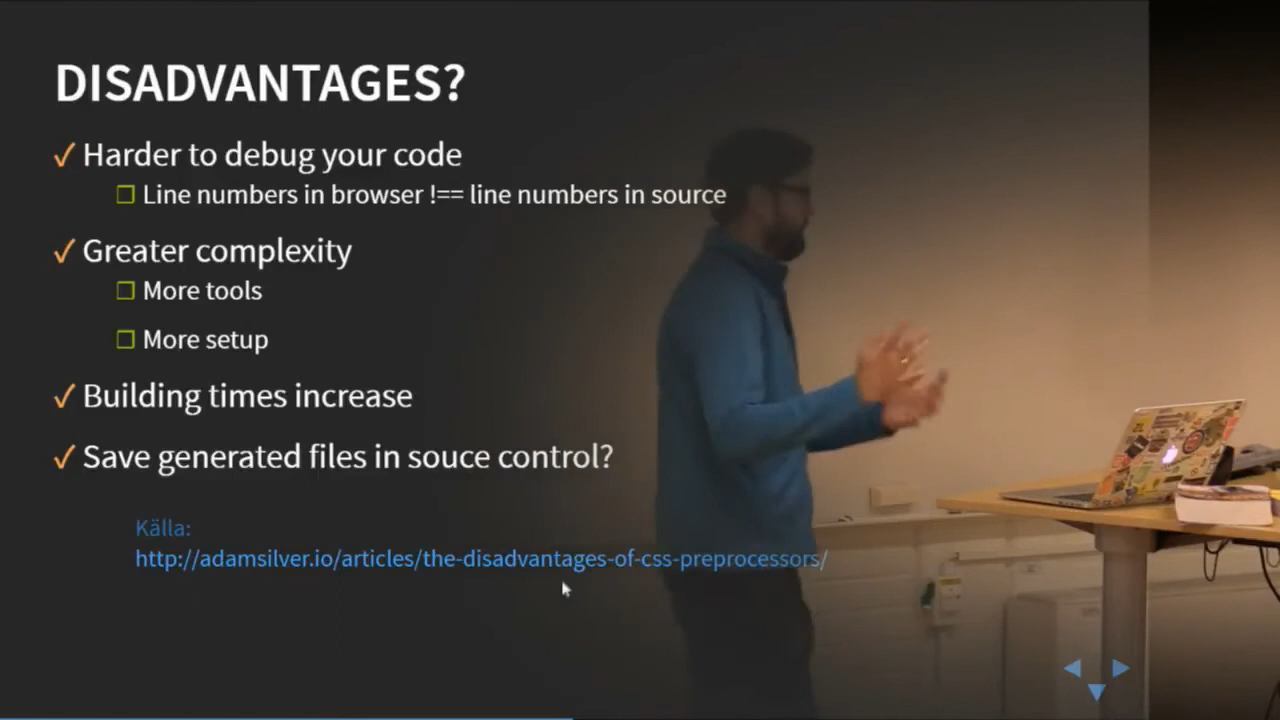 DISADVANTAGES?
✓ Harder to debug your code
❐ Line numbers in browser !== line numbers in source
✓ Greater complexity
❐ More tools
❐ More setup
✓ Building times increase
✓ Save generated files in souce control?
Källa:
http://adamsilver.io/articles/the-disadvantages-of-css-preprocessors/